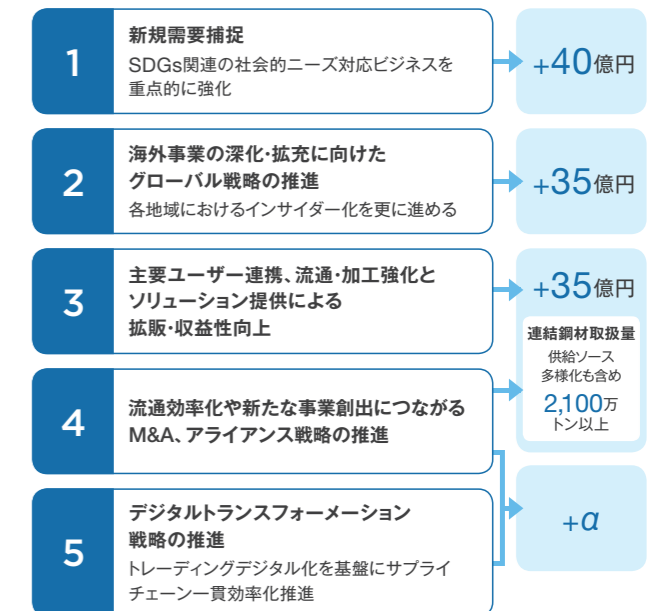 1
新規需要捕捉
SDGs関連の社会的ニーズ対応ビジネスを
重点的に強化
+40億円
2
海外事業の深化・拡充に向けた
グローバル戦略の推進
各地域におけるインサイダー化を更に進める
+35億円
3
主要ユーザー連携、流通・加工強化と
ソリューション提供による
拡販・収益性向上
+35億円
連結鋼材取扱量
供給ソース
多様化も含め
2,100万
トン以上
4
流通効率化や新たな事業創出につながる
M&A、アライアンス戦略の推進
5
デジタルトランスフォーメーション
戦略の推進
トレーディングデジタル化を基盤にサプライ
チェーン一貫効率化推進
+α